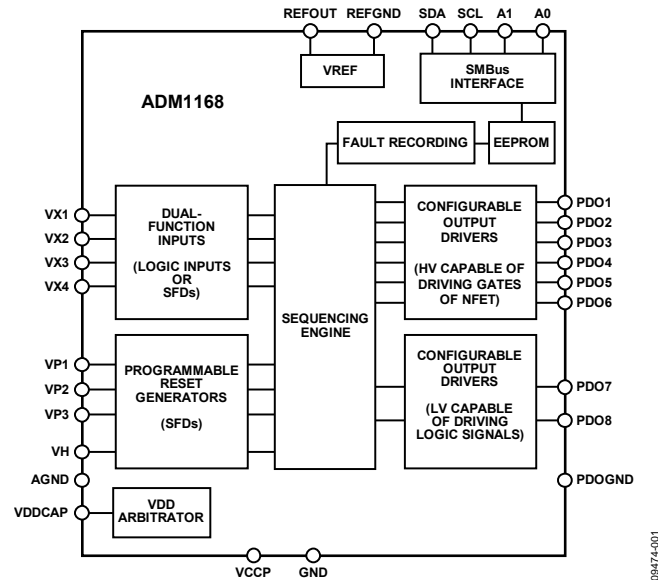 REFOUT REFGND SDA SCL A1 A0
VREF
SMBus
INTERFACE
ADM1168
FAULT RECORDING
EEPROM
VX1
VX2
VX3
VX4
DUAL-
FUNCTION
INPUTS
(LOGIC INPUTS
OR
SFDs)
SEQUENCING
ENGINE
CONFIGURABLE
OUTPUT
DRIVERS
(HV CAPABLE OF
DRIVING GATES
OF NFET)
PDO1
PDO2
PDO3
PDO4
PDO5
PDO6
VP1
VP2
VP3
VH
PROGRAMMABLE
RESET
GENERATORS
(SFDs)
CONFIGURABLE
OUTPUT
DRIVERS
(LV CAPABLE
OF DRIVING
LOGIC SIGNALS)
PDO7
PDO8
AGND
PDOGND
VDDCAP
VDD
ARBITRATOR
VCCP GND
09474-001